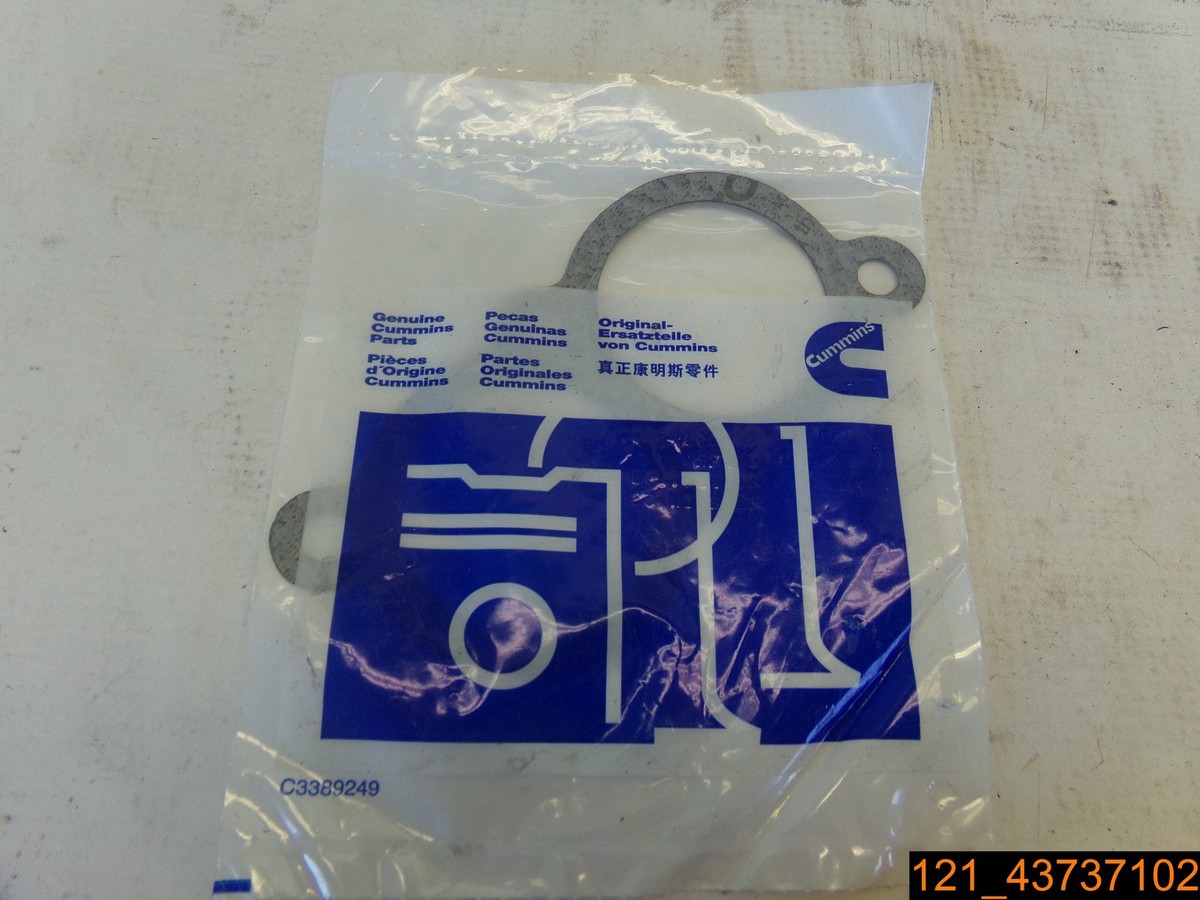 Genuine
Cummins
Parts
Pecas
Genuinas
Cummins
Original-
Ersatzteile
von Cummins
Pièces
d'Origine
Cummins
Partes
Originales
Cummins
真正康明斯零件
Cummins
C3389249
121_43737102